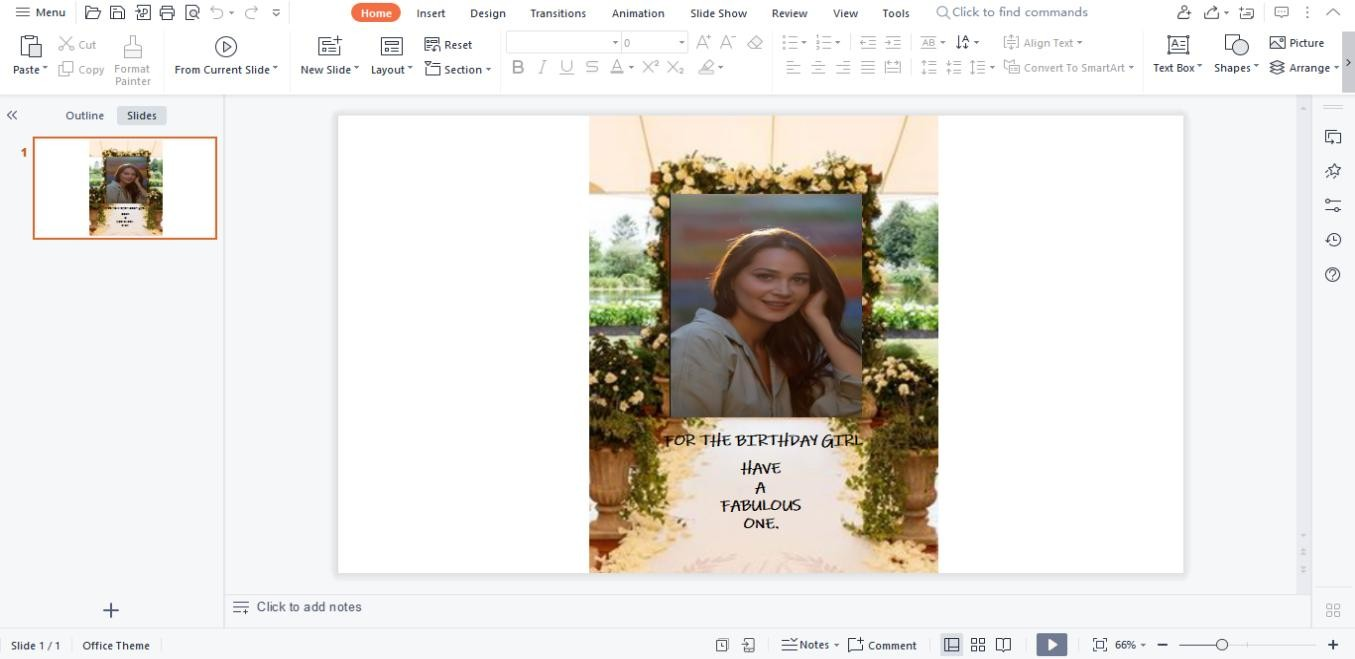 Menu
Home Insert Design Transitions Animation Slide Show Review View Tools Click to find commands
Paste Cut Copy Format Painter From Current Slide New Slide Layout Reset Section 0 Align Text Convert To SmartArt Text Box Shapes Picture Arrange
Outline Slides
1
FOR THE BIRTHDAY GIRL
HAVE
A
FABULOUS
ONE.
Click to add notes
Slide 1 / 1 Office Theme Notes Comment 66%